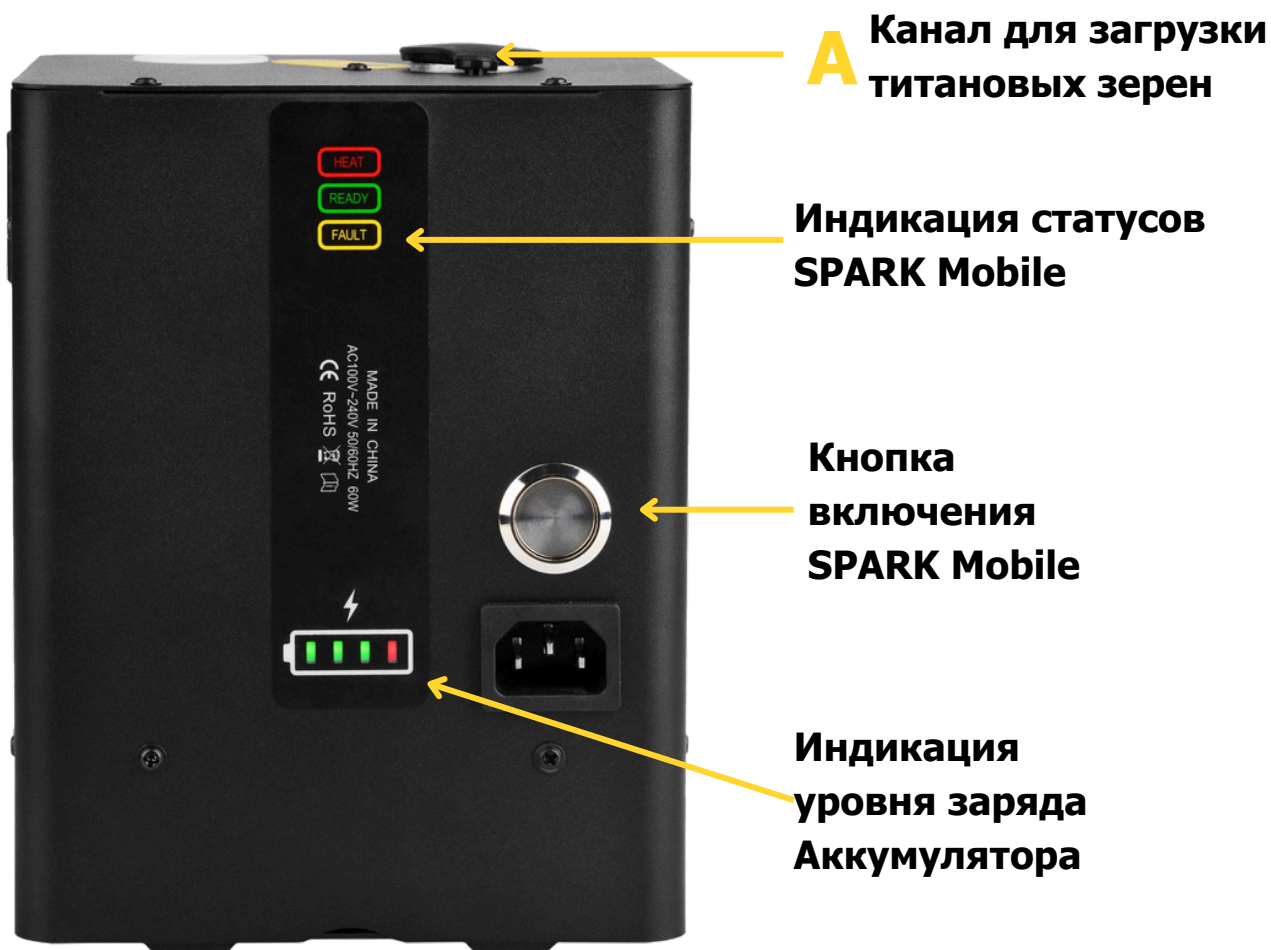 A
Канал для загрузки
титановых зерен
HEAT
READY
FAULT
Индикация статусов
SPARK Mobile
MADE IN CHINA
AC100V~240V 50/60HZ 60W
CE RoHS
Кнопка
включения
SPARK Mobile
Индикация
уровня заряда
Аккумулятора